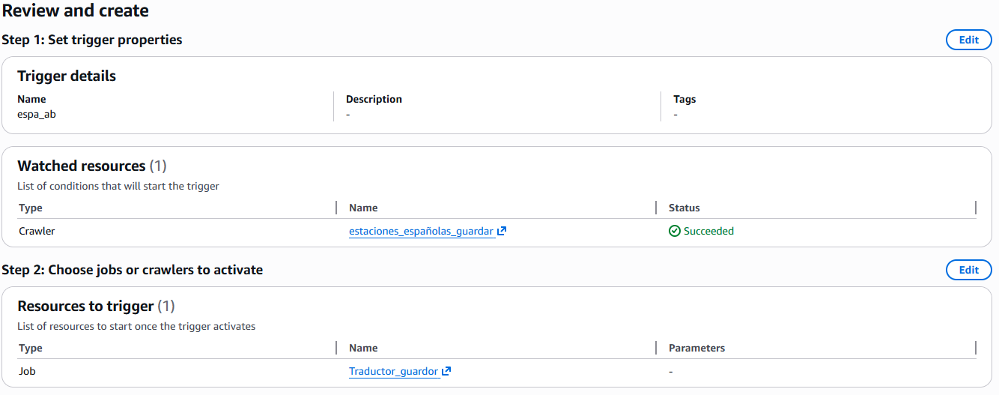 Review and create
Step 1: Set trigger properties
Edit
Trigger details
Name
Description
Tags
espa_ab
-
-
Watched resources (1)
List of conditions that will start the trigger
Type
Name
Status
Crawler
estaciones_españolas_guardar
Succeeded
Step 2: Choose jobs or crawlers to activate
Edit
Resources to trigger (1)
List of resources to start once the trigger activates
Type
Name
Parameters
Job
Traductor_guardor
-